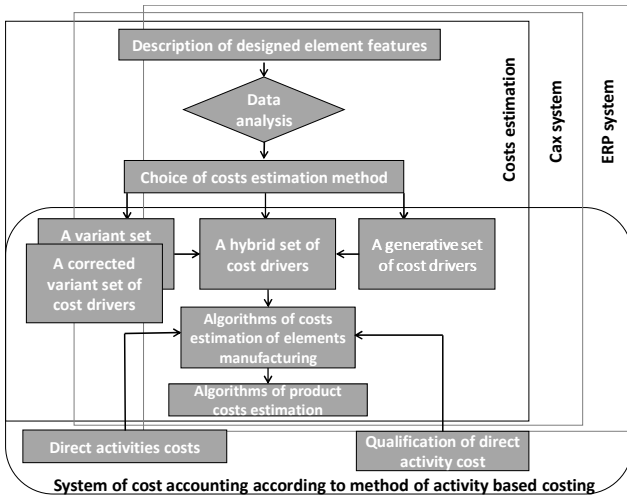 Description of designed element features
Data
analysis
Choice of costs estimation method
A variant set
A corrected
variant set of
cost drivers
A hybrid set of
cost drivers
A generative set
of cost drivers
Algorithms of costs
estimation of elements
manufacturing
Algorithms of product
costs estimation
Direct activities costs
Qualification of direct
activity cost
System of cost accounting according to method of activity based costing
Costs estimation
Cax system
ERP system